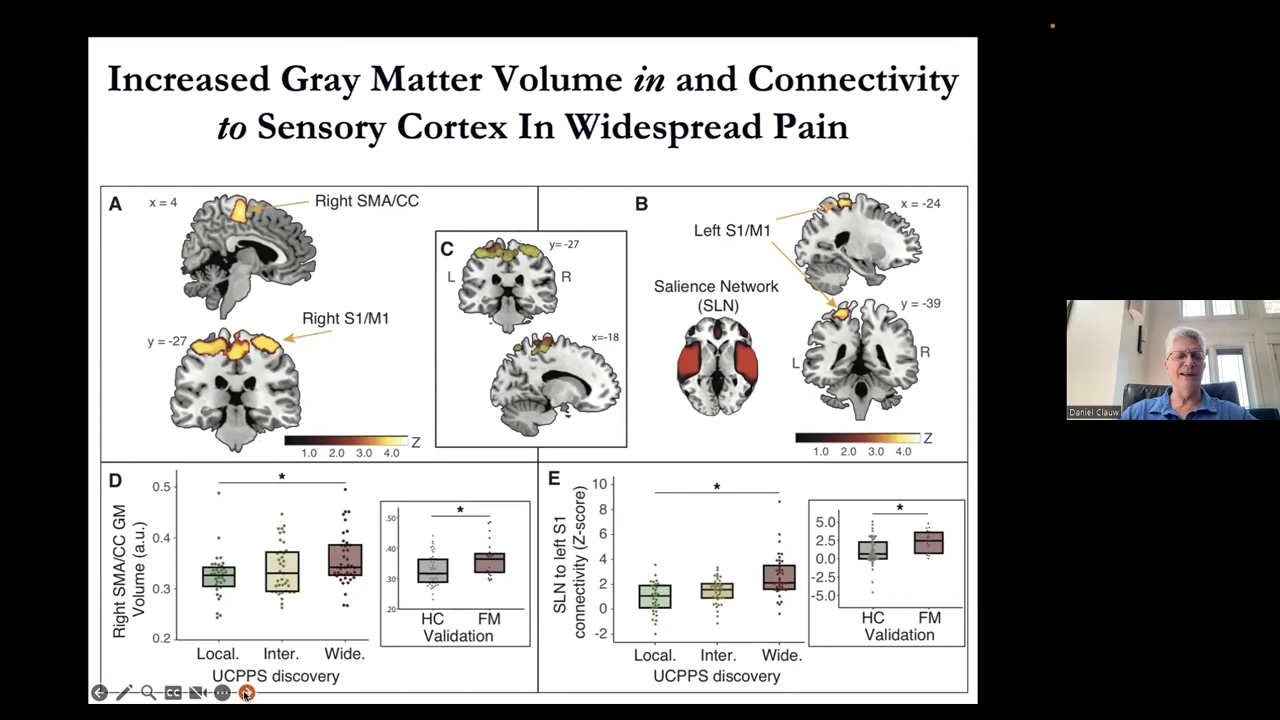 Increased Gray Matter Volume in and Connectivity
to Sensory Cortex In Widespread Pain
A
x = 4
Right SMA/CC
Right S1/M1
y = -27
1.0 2.0 3.0 4.0 Z
C
y= -27
L
R
x=-18
B
x = -24
Left S1/M1
Salience Network
(SLN)
y = -39
L
R
1.0 2.0 3.0 4.0 Z
D
*
Right SMA/CC GM
Volume (a.u.)
0.5
0.4
0.3
0.2
Local. Inter. Wide.
UCPPS discovery
*
.50
.40
.30
.20
HC FM
Validation
E
*
SLN to left S1
connectivity (Z-score)
10
8
6
4
2
0
-2
Local. Inter. Wide.
UCPPS discovery
*
5.0
2.5
0.0
-2.5
-5.0
HC FM
Validation
CC
Daniel Clauw